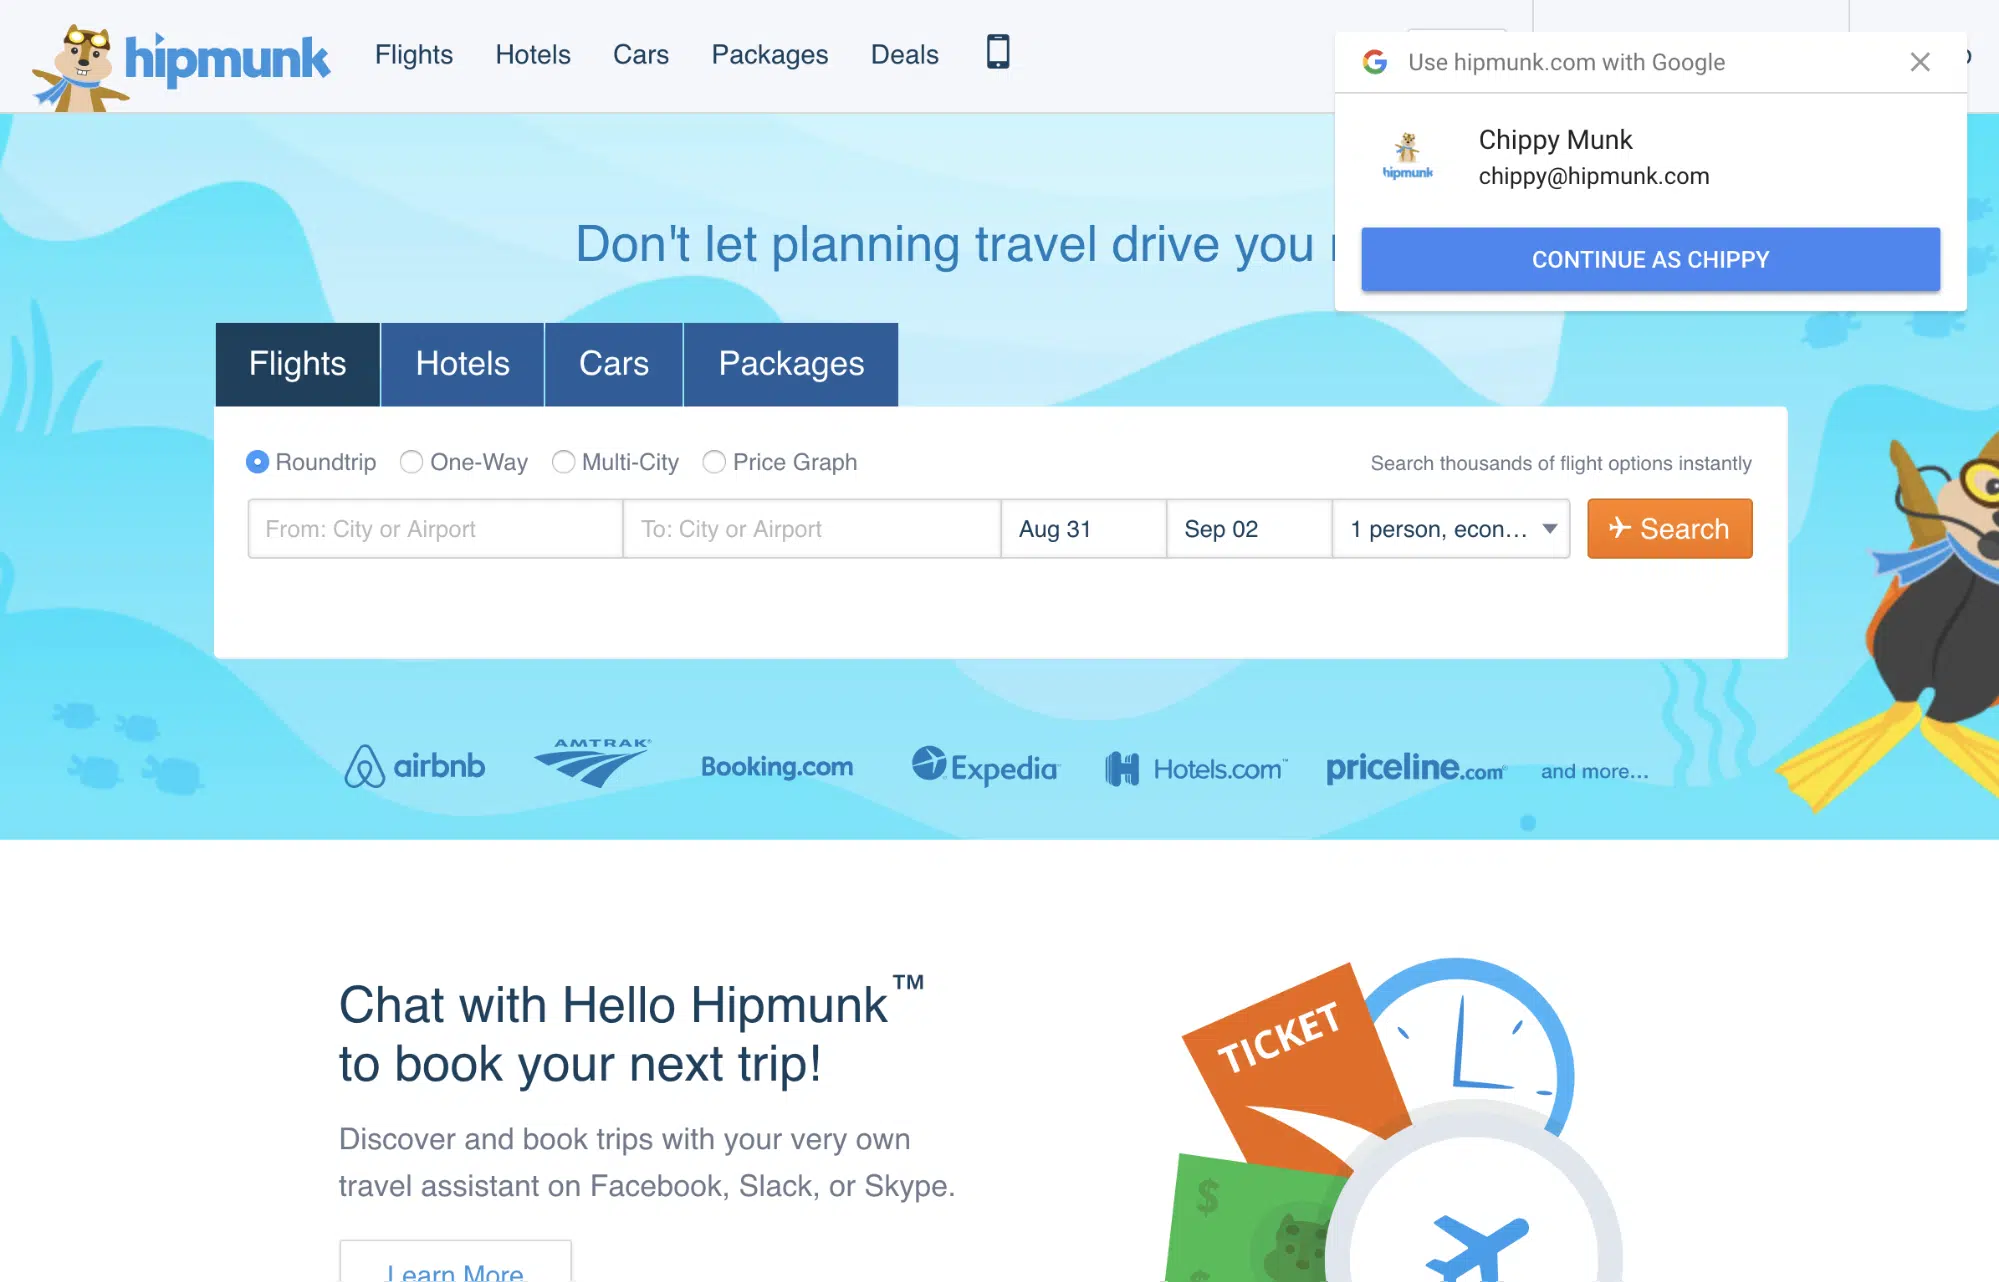 hipmunk
Flights
Hotels
Cars
Packages
Deals
Use hipmunk.com with Google
hipmunk
Chippy Munk
chippy@hipmunk.com
CONTINUE AS CHIPPY
Don't let planning travel drive you
Flights
Hotels
Cars
Packages
Roundtrip
One-Way
Multi-City
Price Graph
Search thousands of flight options instantly
From: City or Airport
To: City or Airport
Aug 31
Sep 02
1 person, econ...
Search
airbnb
AMTRAK®
Booking.com
Expedia
Hotels.com™
priceline.com®
and more...
Chat with Hello Hipmunk™
to book your next trip!
TICKET
Discover and book trips with your very own
travel assistant on Facebook, Slack, or Skype.
$
Learn More